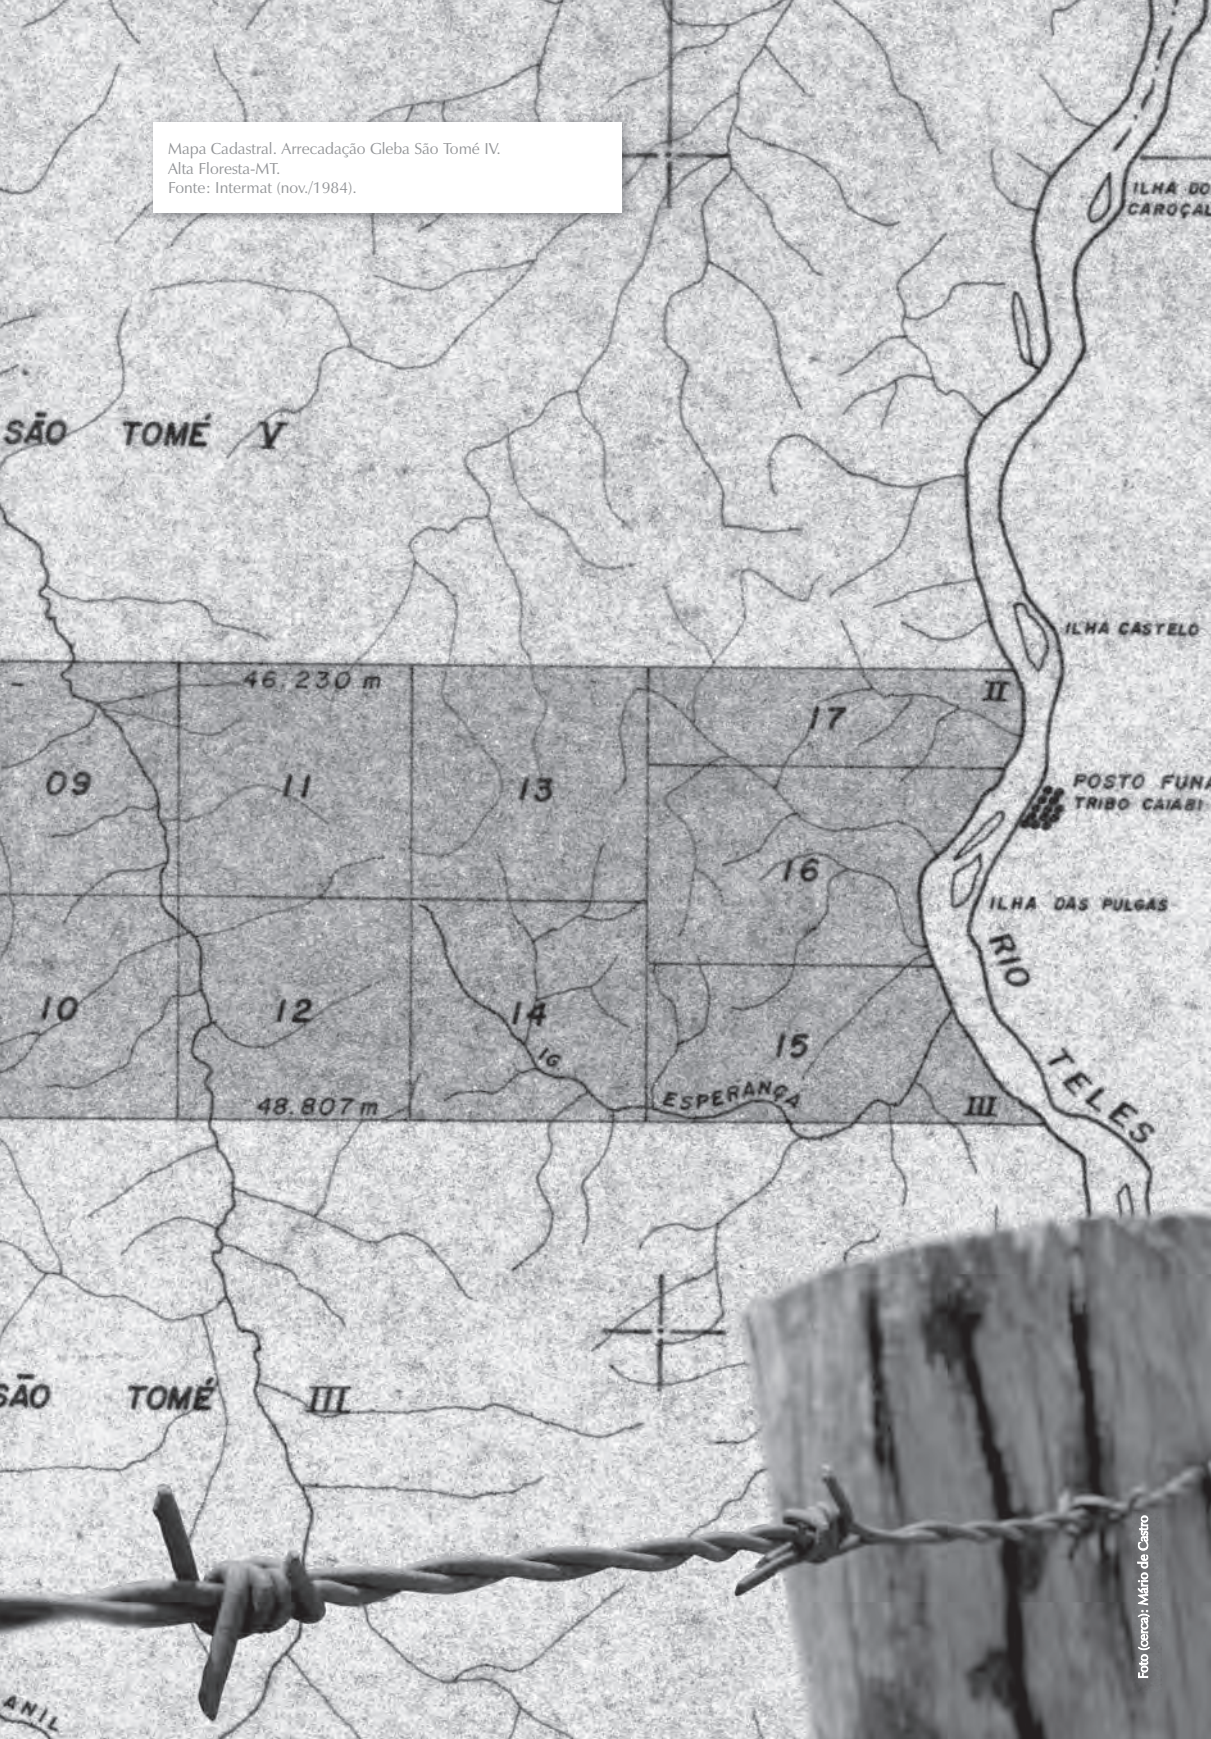 Mapa Cadastral. Arrecadação Gleba São Tomé IV.
Alta Floresta-MT.
Fonte: Intermat (nov./1984).
ILHA DO
CAROÇAL
SÃO TOMÉ V
ILHA CASTELO
46.230 m
II
17
09
11
13
POSTO FUNA
TRIBO CAIABI
16
ILHA DAS PULGAS
RIO
TELES
10
12
14
15
IG
ESPERANÇA
48.807 m
III
SÃO TOMÉ III
ANIL
Foto (cerca): Mário de Castro